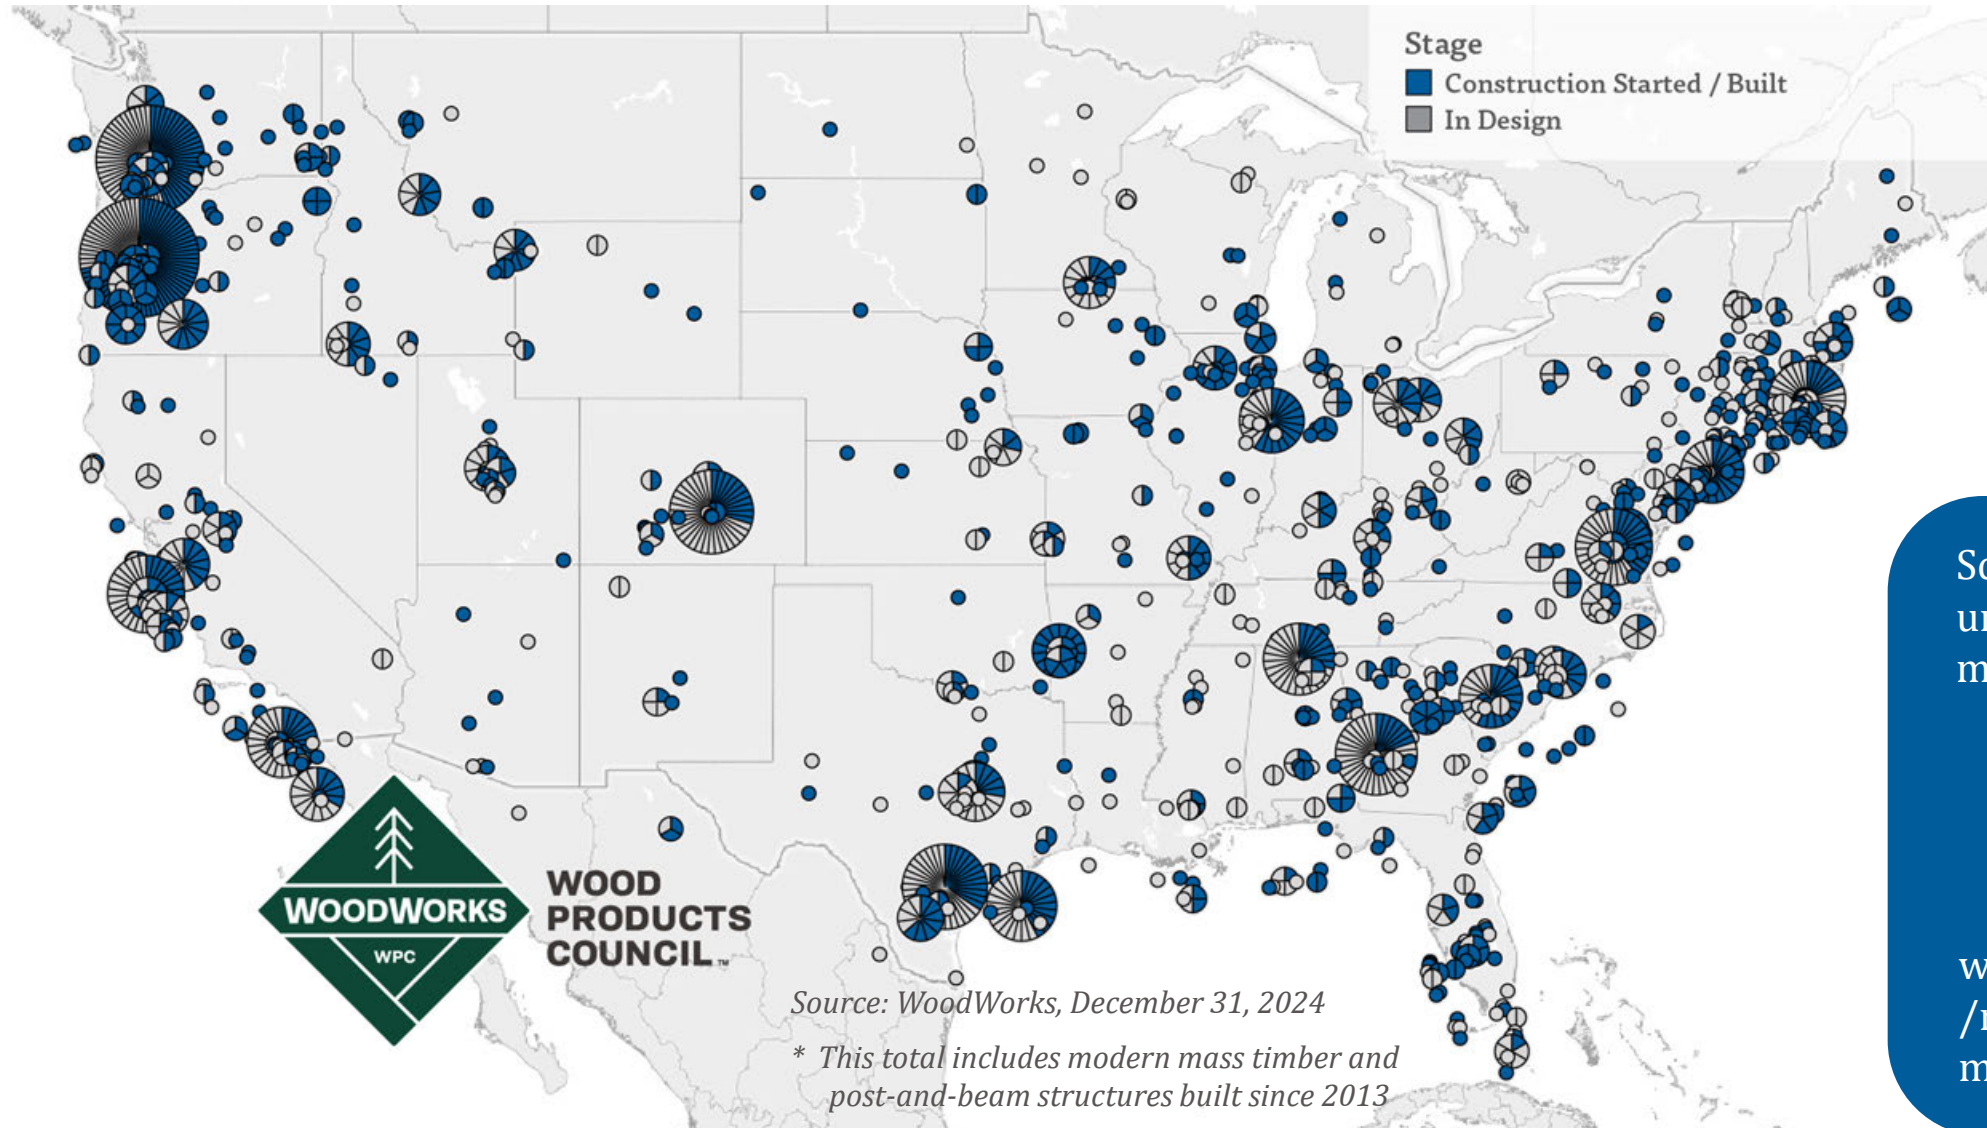 Stage
Construction Started / Built
In Design
WOODWORKS
WPC
WOOD
PRODUCTS
COUNCIL™
Source: WoodWorks, December 31, 2024
* This total includes modern mass timber and
post-and-beam structures built since 2013